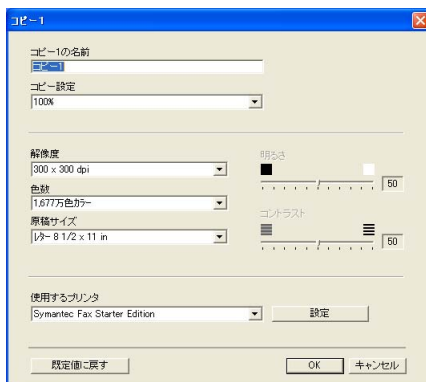 コピー1
コピー1の名前
コピー1
コピー設定
100%
解像度
300 x 300 dpi
色数
1,677万色カラー
原稿サイズ
レター 8 1/2 x 11 in
明るさ
50
コントラスト
50
使用するプリンタ
Symantec Fax Starter Edition
設定
既定値に戻す
OK
キャンセル